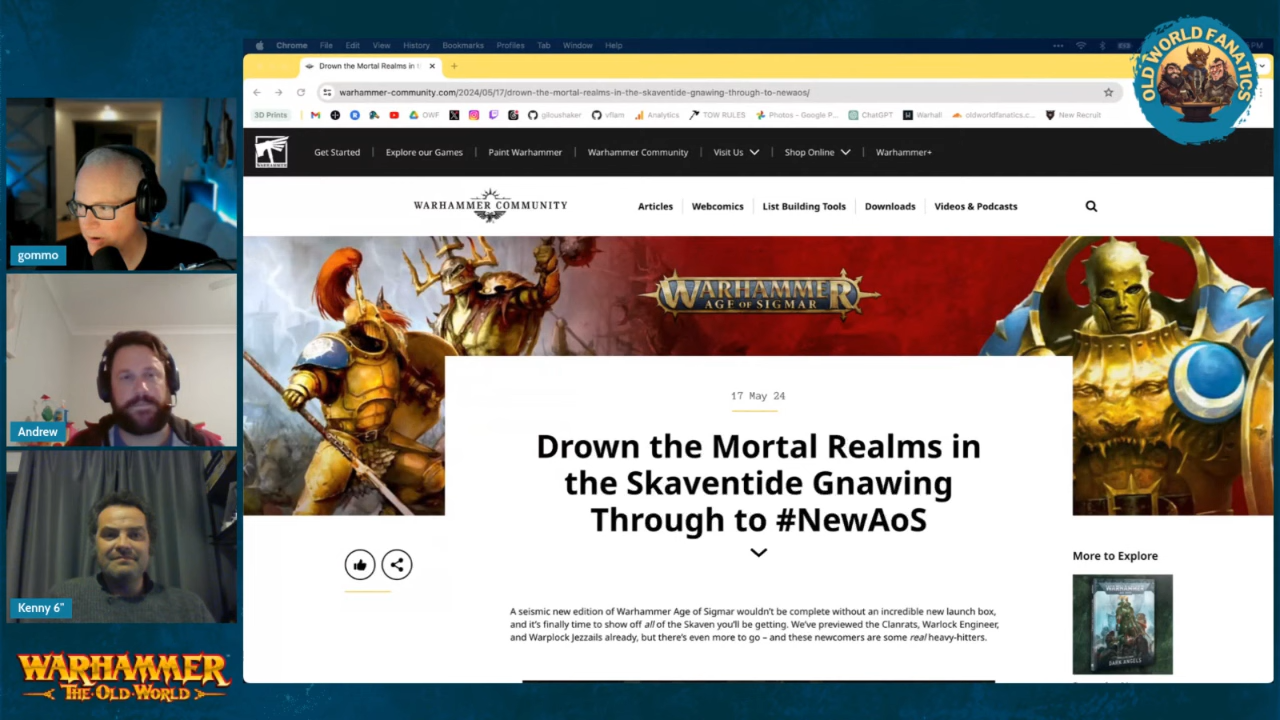 Chrome File Edit View History Bookmarks Profiles Tab Window Help
OLD WORLD FANATICS
Drown the Mortal Realms in
warhammer-community.com/2024/05/17/drown-the-mortal-realms-in-the-skaventide-gnawing-through-to-newaos/
3D Prints OWF giloushaker vflam Analytics TOW RULES Photos - Google P... ChatGPT Warhall oldworldfanatics.c... New Recruit
Get Started | Explore our Games | Paint Warhammer | Warhammer Community | Visit Us | Shop Online | Warhammer+
WARHAMMER COMMUNITY
Articles Webcomics List Building Tools Downloads Videos & Podcasts
WARHAMMER
AGE OF SIGMAR
17 May 24
Drown the Mortal Realms in
the Skaventide Gnawing
Through to #NewAoS
A seismic new edition of Warhammer Age of Sigmar wouldn't be complete without an incredible new launch box,
and it's finally time to show off all of the Skaven you'll be getting. We've previewed the Clanrats, Warlock Engineer,
and Warplock Jezzails already, but there's even more to go – and these newcomers are some real heavy-hitters.
More to Explore
DARK ANGELS
gommo
Andrew
Kenny 6"
WARHAMMER
THE·OLD·WORLD